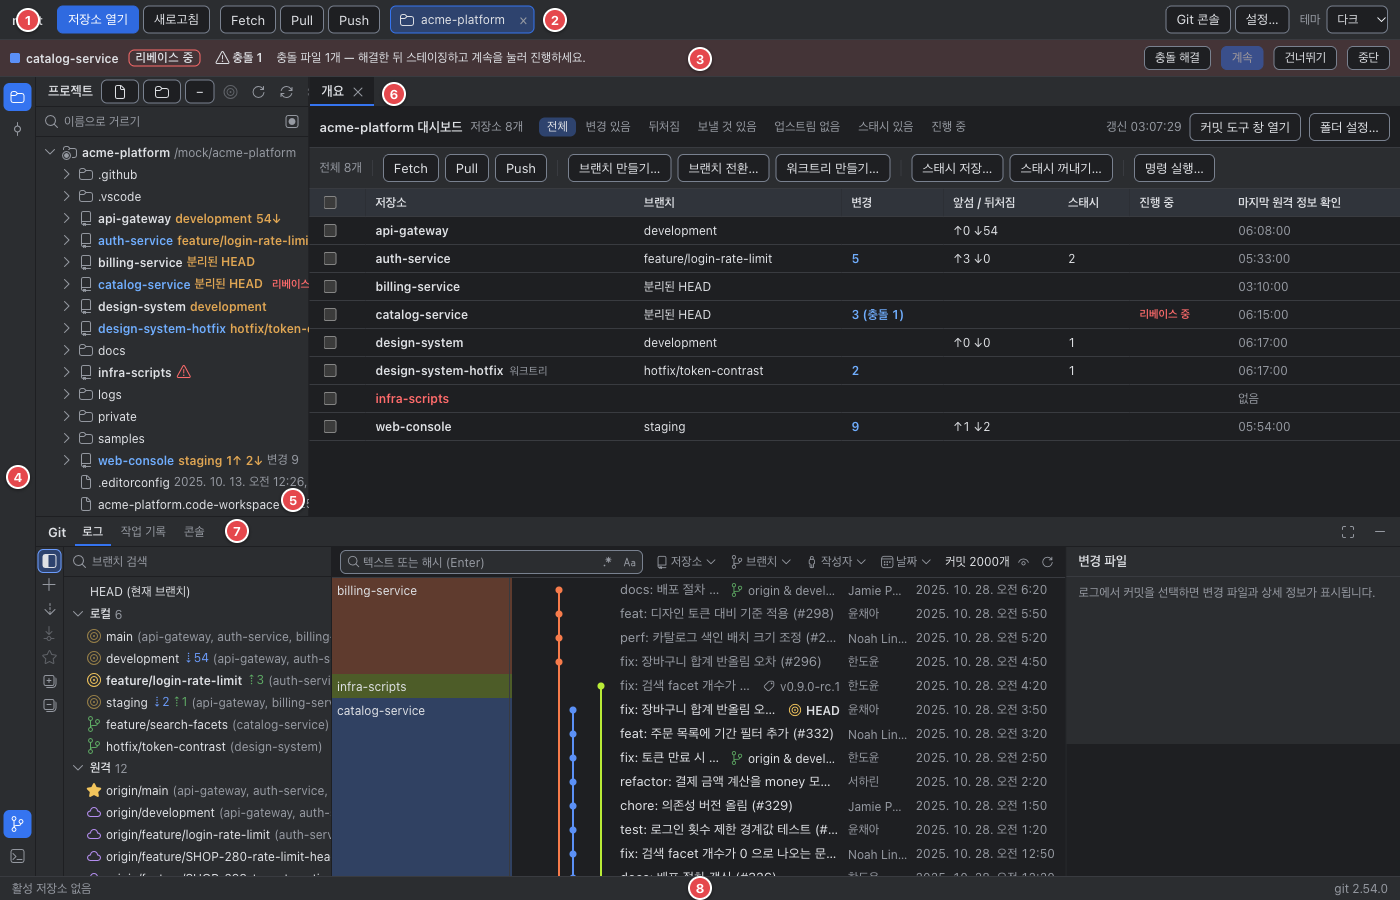 1 저장소 열기 새로고침 Fetch Pull Push acme-platform × 2 Git 콘솔 설정... 테마 다크
catalog-service 리베이스 중 충돌 1 충돌 파일 1개 — 해결한 뒤 스테이징하고 계속을 눌러 진행하세요. 3 충돌 해결 계속 건너뛰기 중단
프로젝트
이름으로 거르기
acme-platform /mock/acme-platform
.github
.vscode
api-gateway development 54↓
auth-service feature/login-rate-limi
billing-service 분리된 HEAD
catalog-service 분리된 HEAD 리베이스
design-system development
design-system-hotfix hotfix/token-
docs
infra-scripts
logs
private
samples
web-console staging 1↑ 2↓ 변경 9
.editorconfig 2025. 10. 13. 오전 12:26,
acme-platform.code-workspace
4
5
개요 6
acme-platform 대시보드 저장소 8개 전체 변경 있음 뒤처짐 보낼 것 있음 업스트림 없음 스태시 있음 진행 중 갱신 03:07:29 커밋 도구 창 열기 폴더 설정...
전체 8개 Fetch Pull Push 브랜치 만들기... 브랜치 전환... 워크트리 만들기... 스태시 저장... 스태시 꺼내기... 명령 실행...
저장소 브랜치 변경 앞섬 / 뒤처짐 스태시 진행 중 마지막 원격 정보 확인
api-gateway development ↑0 ↓54 06:08:00
auth-service feature/login-rate-limit 5 ↑3 ↓0 2 05:33:00
billing-service 분리된 HEAD 03:10:00
catalog-service 분리된 HEAD 3 (충돌 1) 리베이스 중 06:15:00
design-system development ↑0 ↓0 1 06:17:00
design-system-hotfix 워크트리 hotfix/token-contrast 2 1 06:17:00
infra-scripts 없음
web-console staging 9 ↑1 ↓2 05:54:00
Git 로그 작업 기록 콘솔 7
브랜치 검색
HEAD (현재 브랜치)
로컬 6
main (api-gateway, auth-service, billing-
development ↓54 (api-gateway, auth-s
feature/login-rate-limit ↑3 (auth-servi
staging ↓2 ↑1 (api-gateway, billing-ser
feature/search-facets (catalog-service)
hotfix/token-contrast (design-system)
원격 12
origin/main (api-gateway, auth-service,
origin/development (api-gateway, auth-
origin/feature/login-rate-limit (auth-serv
origin/feature/SHOP-280-rate-limit-hea
텍스트 또는 해시 (Enter) .* Aa 저장소 브랜치 작성자 날짜 커밋 2000개
billing-service
infra-scripts
catalog-service
docs: 배포 절차 ... origin & devel... Jamie P... 2025. 10. 28. 오전 6:20
feat: 디자인 토큰 대비 기준 적용 (#298) 윤채아 2025. 10. 28. 오전 5:50
perf: 카탈로그 색인 배치 크기 조정 (#2... Noah Lin... 2025. 10. 28. 오전 5:20
fix: 장바구니 합계 반올림 오차 (#296) 한도윤 2025. 10. 28. 오전 4:50
fix: 검색 facet 개수가 ... v0.9.0-rc.1 한도윤 2025. 10. 28. 오전 4:20
fix: 장바구니 합계 반올림 오... HEAD 윤채아 2025. 10. 28. 오전 3:50
feat: 주문 목록에 기간 필터 추가 (#332) Noah Lin... 2025. 10. 28. 오전 3:20
fix: 토큰 만료 시 ... origin & devel... 한도윤 2025. 10. 28. 오전 2:50
refactor: 결제 금액 계산을 money 모... 서하린 2025. 10. 28. 오전 2:20
chore: 의존성 버전 올림 (#329) Jamie P... 2025. 10. 28. 오전 1:50
test: 로그인 횟수 제한 경계값 테스트 (#... 윤채아 2025. 10. 28. 오전 1:20
fix: 검색 facet 개수가 0 으로 나오는 문... Noah Lin... 2025. 10. 28. 오전 12:50
변경 파일
로그에서 커밋을 선택하면 변경 파일과 상세 정보가 표시됩니다.
활성 저장소 없음 8 git 2.54.0